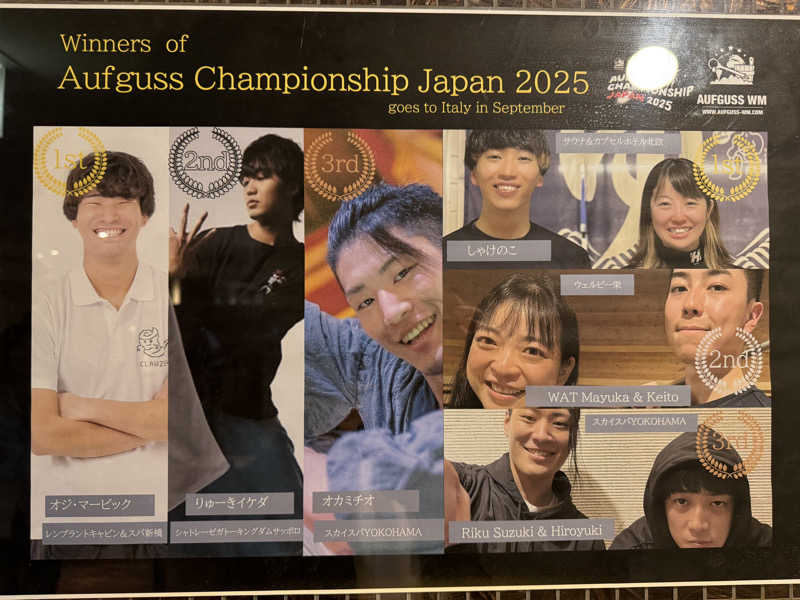 Winners of
Aufguss Championship Japan 2025
goes to Italy in September
CHAMPIONSHIP
JAPAN 2025
AUFGUSS WM
WWW.AUFGUSS-WM.COM
1st
2nd
3rd
CLAWZ
オジ・マービック
レンブラントキャビン&スパ新橋
りゅーきイケダ
シャトレーゼガトーキングダムサッポロ
オカミチオ
スカイスパYOKOHAMA
サウナ&カプセルホテル北欧
1st
しゃけのこ
ウェルビー栄
2nd
WAT Mayuka & Keito
スカイスパYOKOHAMA
3rd
Riku Suzuki & Hiroyuki